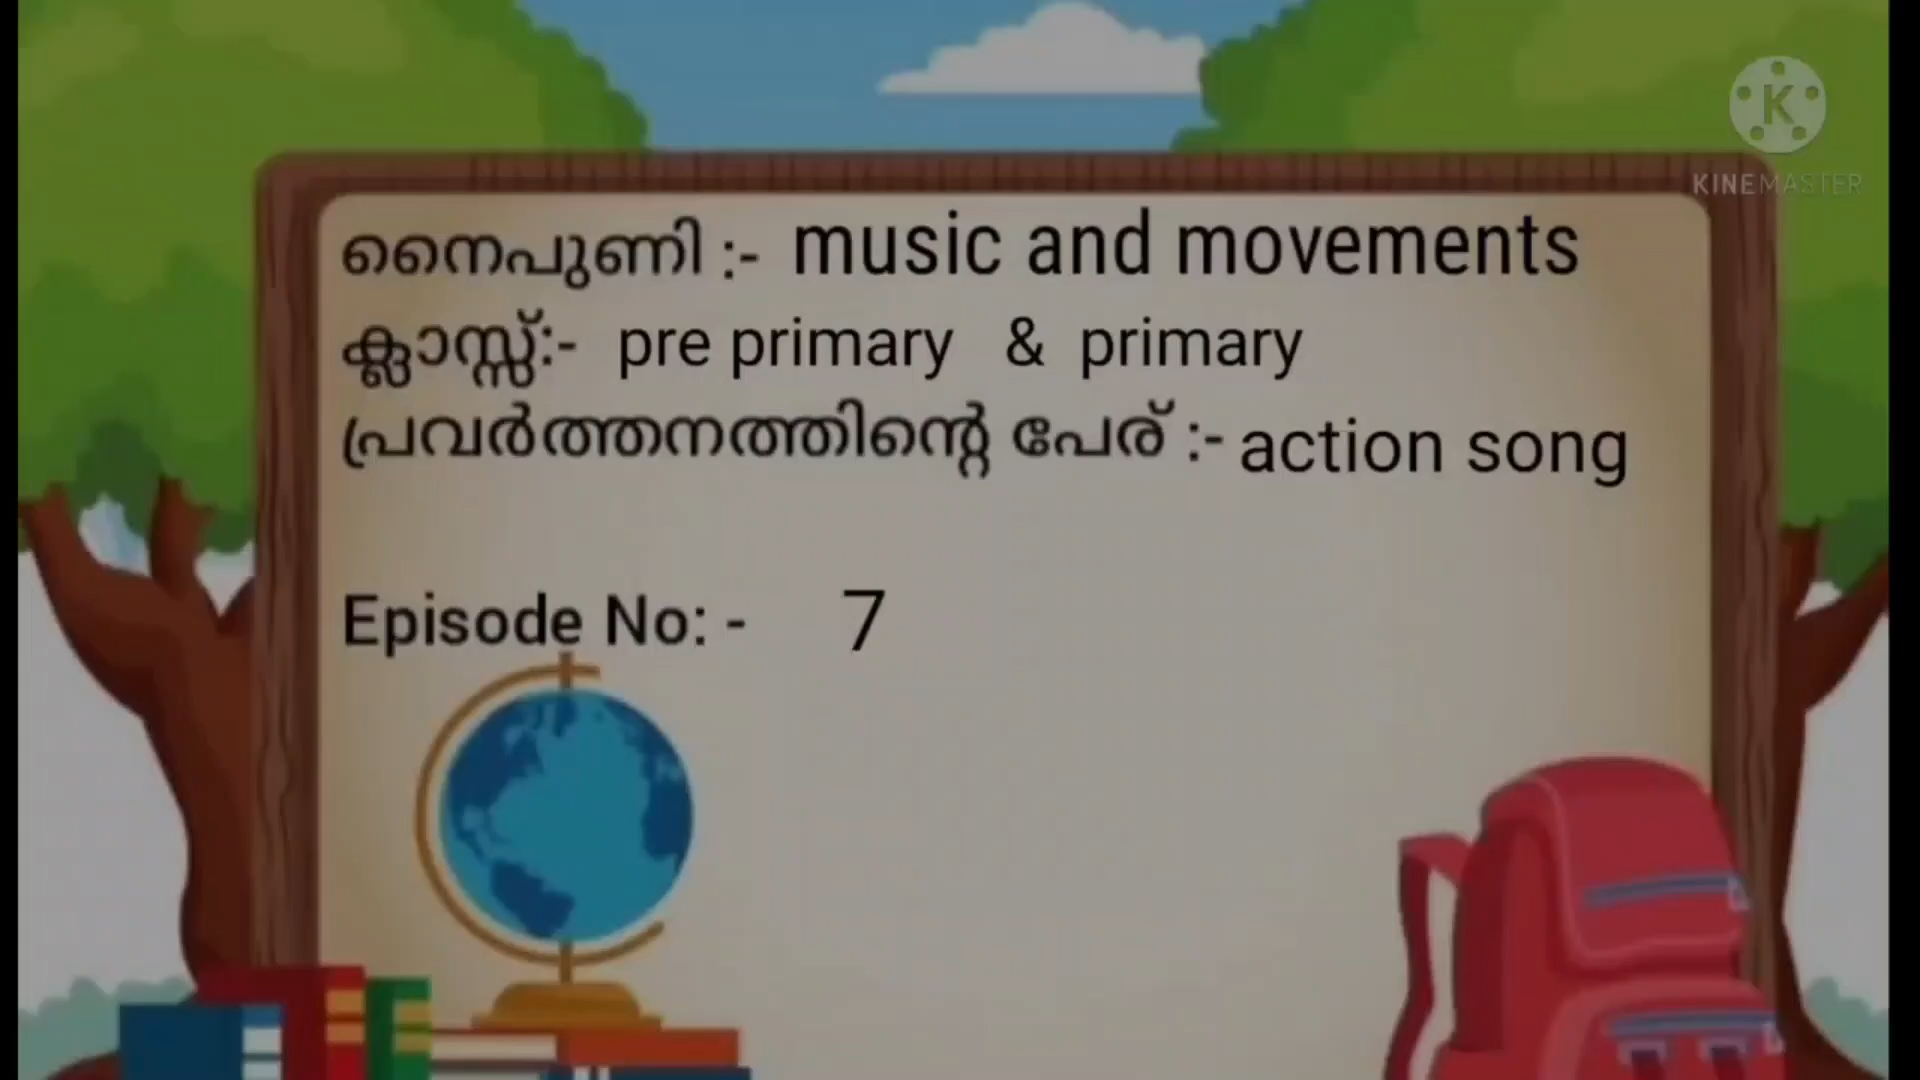 KINEMASTER
നൈപുണി :- music and movements
ക്ലാസ്സ്:- pre primary & primary
പ്രവർത്തനത്തിന്റെ പേര് :- action song
Episode No: - 7